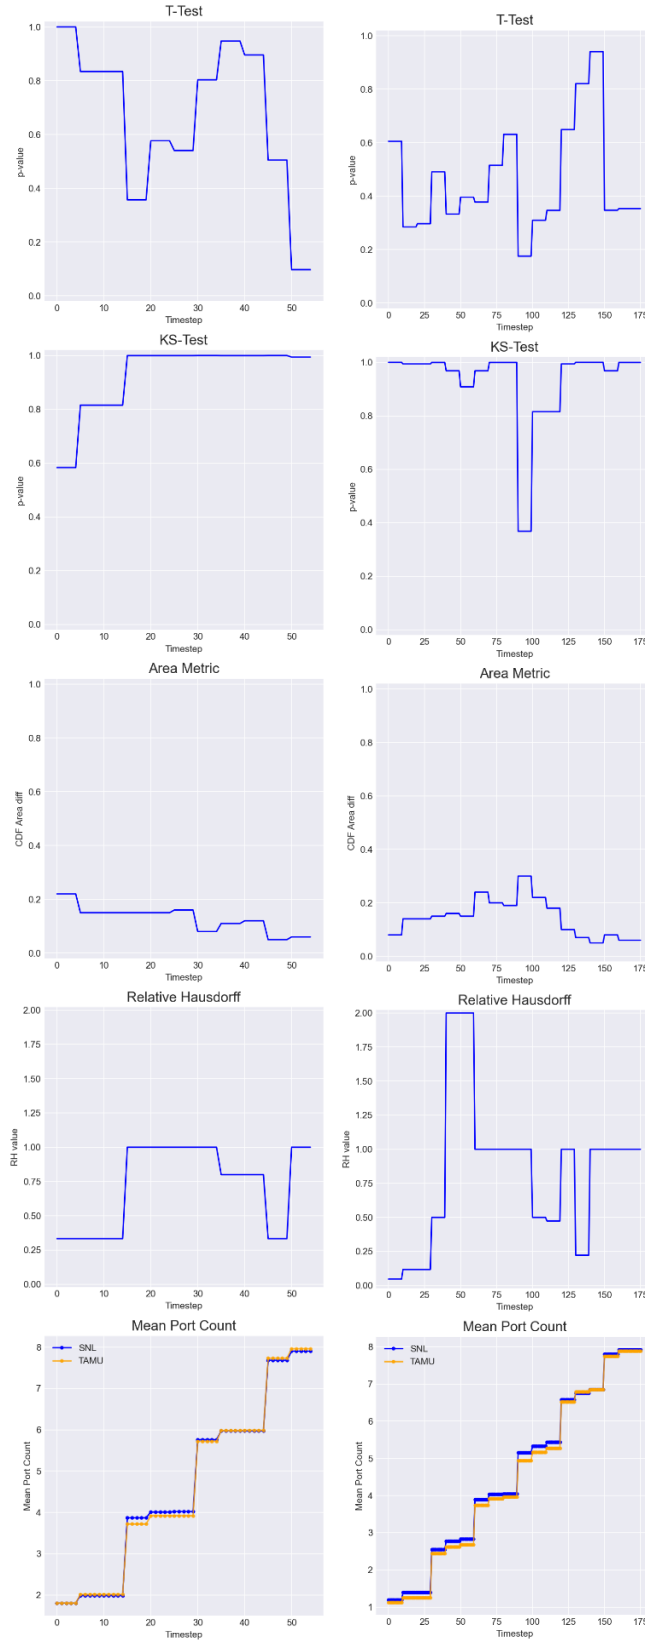 T-Test
1.0
0.8
0.6
0.4
0.2
0.0
p-value
0 10 20 30 40 50
Timestep
T-Test
1.0
0.8
0.6
0.4
0.2
0.0
p-value
0 25 50 75 100 125 150 175
Timestep
KS-Test
1.0
0.8
0.6
0.4
0.2
0.0
p-value
0 10 20 30 40 50
Timestep
KS-Test
1.0
0.8
0.6
0.4
0.2
0.0
p-value
0 25 50 75 100 125 150 175
Timestep
Area Metric
1.0
0.8
0.6
0.4
0.2
0.0
CDF Area diff
0 10 20 30 40 50
Timestep
Area Metric
1.0
0.8
0.6
0.4
0.2
0.0
CDF Area diff
0 25 50 75 100 125 150 175
Timestep
Relative Hausdorff
2.00
1.75
1.50
1.25
1.00
0.75
0.50
0.25
0.00
RH value
0 10 20 30 40 50
Timestep
Relative Hausdorff
2.00
1.75
1.50
1.25
1.00
0.75
0.50
0.25
0.00
RH value
0 25 50 75 100 125 150 175
Timestep
Mean Port Count
SNL
TAMU
8
7
6
5
4
3
2
Mean Port Count
0 10 20 30 40 50
Timestep
Mean Port Count
SNL
TAMU
8
7
6
5
4
3
2
1
Mean Port Count
0 25 50 75 100 125 150 175
Timestep